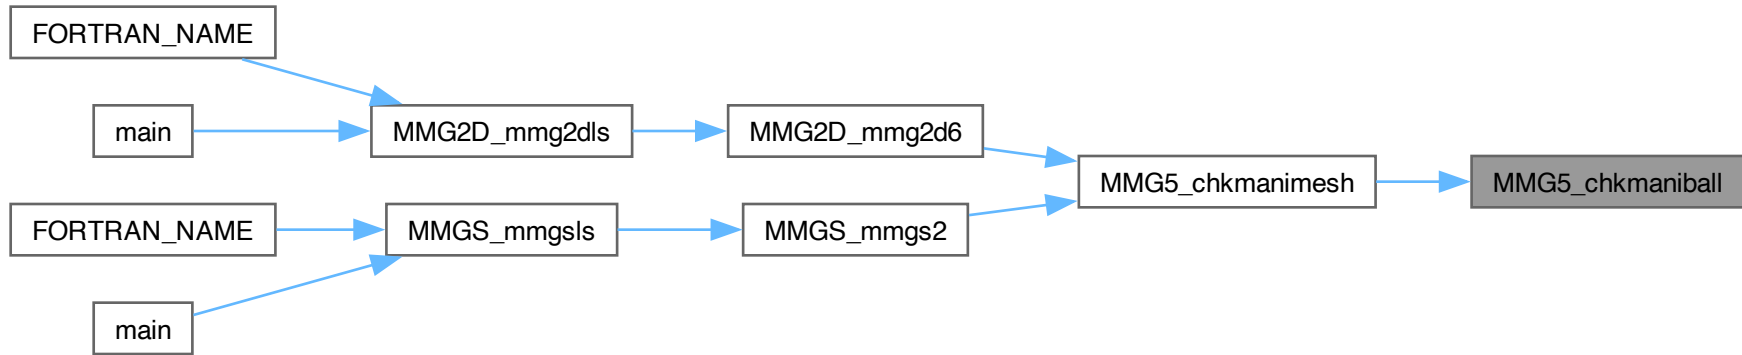 FORTRAN_NAME
main
MMG2D_mmg2dls
MMG2D_mmg2d6
MMG5_chkmanimesh
MMG5_chkmaniball
FORTRAN_NAME
MMGS_mmgsls
MMGS_mmgs2
main